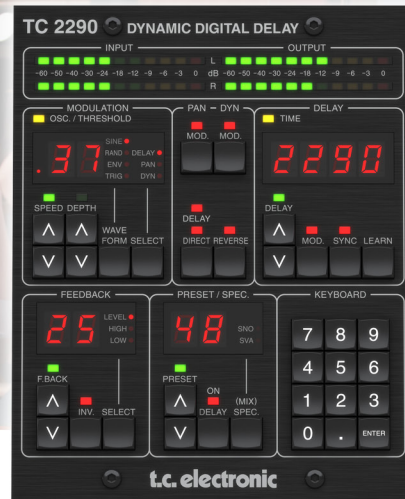 TC 2290 DYNAMIC DIGITAL DELAY
INPUT OUTPUT
L
-60 -50 -40 -30 -24 -18 -12 -9 -6 -3 0 dB -60 -50 -40 -30 -24 -18 -12 -9 -6 -3 0
R
MODULATION PAN - DYN DELAY
OSC. / THRESHOLD TIME
MOD. MOD.
.37
SINE
RAND DELAY
ENV PAN
TRIG DYN
2290
SPEED DEPTH
WAVE FORM SELECT
DELAY
DIRECT REVERSE
DELAY
MOD. SYNC LEARN
FEEDBACK PRESET / SPEC. KEYBOARD
25
LEVEL
HIGH
LOW
48
SNO
SVA
7 8 9
4 5 6
1 2 3
0 . ENTER
F.BACK
INV. SELECT
PRESET
ON DELAY
(MIX) SPEC.
t.c. electronic